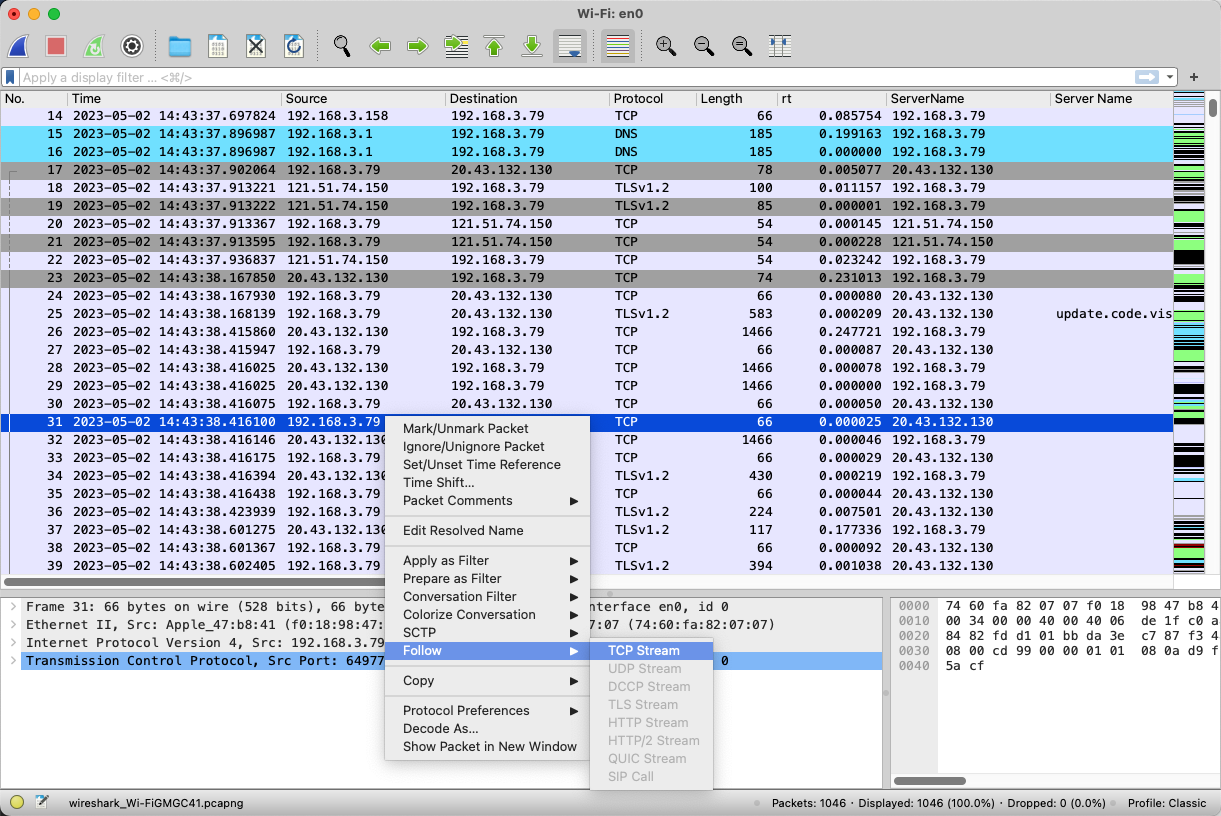 Wi-Fi: en0
Apply a display filter ... <⌘/>
No. Time Source Destination Protocol Length rt ServerName Server Name
14 2023-05-02 14:43:37.697824 192.168.3.158 192.168.3.79 TCP 66 0.085754 192.168.3.79
15 2023-05-02 14:43:37.896987 192.168.3.1 192.168.3.79 DNS 185 0.199163 192.168.3.79
16 2023-05-02 14:43:37.896987 192.168.3.1 192.168.3.79 DNS 185 0.000000 192.168.3.79
17 2023-05-02 14:43:37.902064 192.168.3.79 20.43.132.130 TCP 78 0.005077 20.43.132.130
18 2023-05-02 14:43:37.913221 121.51.74.150 192.168.3.79 TLSv1.2 100 0.011157 192.168.3.79
19 2023-05-02 14:43:37.913222 121.51.74.150 192.168.3.79 TLSv1.2 85 0.000001 192.168.3.79
20 2023-05-02 14:43:37.913367 192.168.3.79 121.51.74.150 TCP 54 0.000145 121.51.74.150
21 2023-05-02 14:43:37.913595 192.168.3.79 121.51.74.150 TCP 54 0.000228 121.51.74.150
22 2023-05-02 14:43:37.936837 121.51.74.150 192.168.3.79 TCP 54 0.023242 192.168.3.79
23 2023-05-02 14:43:38.167850 20.43.132.130 192.168.3.79 TCP 74 0.231013 192.168.3.79
24 2023-05-02 14:43:38.167930 192.168.3.79 20.43.132.130 TCP 66 0.000080 20.43.132.130
25 2023-05-02 14:43:38.168139 192.168.3.79 20.43.132.130 TLSv1.2 583 0.000209 20.43.132.130 update.code.vis
26 2023-05-02 14:43:38.415860 20.43.132.130 192.168.3.79 TCP 1466 0.247721 192.168.3.79
27 2023-05-02 14:43:38.415947 192.168.3.79 20.43.132.130 TCP 66 0.000087 20.43.132.130
28 2023-05-02 14:43:38.416025 20.43.132.130 192.168.3.79 TCP 1466 0.000078 192.168.3.79
29 2023-05-02 14:43:38.416025 20.43.132.130 192.168.3.79 TCP 1466 0.000000 192.168.3.79
30 2023-05-02 14:43:38.416075 192.168.3.79 20.43.132.130 TCP 66 0.000050 20.43.132.130
31 2023-05-02 14:43:38.416100 192.168.3.79 TCP 66 0.000025 20.43.132.130
32 2023-05-02 14:43:38.416146 20.43.132.130 TCP 1466 0.000046 192.168.3.79
33 2023-05-02 14:43:38.416175 192.168.3.79 TCP 66 0.000029 20.43.132.130
34 2023-05-02 14:43:38.416394 20.43.132.130 TLSv1.2 430 0.000219 192.168.3.79
35 2023-05-02 14:43:38.416438 192.168.3.79 TCP 66 0.000044 20.43.132.130
36 2023-05-02 14:43:38.423939 192.168.3.79 TLSv1.2 224 0.007501 20.43.132.130
37 2023-05-02 14:43:38.601275 20.43.132.130 TLSv1.2 117 0.177336 192.168.3.79
38 2023-05-02 14:43:38.601367 192.168.3.79 TCP 66 0.000092 20.43.132.130
39 2023-05-02 14:43:38.602405 192.168.3.79 TLSv1.2 394 0.001038 20.43.132.130
Mark/Unmark Packet
Ignore/Unignore Packet
Set/Unset Time Reference
Time Shift...
Packet Comments
Edit Resolved Name
Apply as Filter
Prepare as Filter
Conversation Filter
Colorize Conversation
SCTP
Follow
Copy
Protocol Preferences
Decode As...
Show Packet in New Window
TCP Stream
UDP Stream
DCCP Stream
TLS Stream
HTTP Stream
HTTP/2 Stream
QUIC Stream
SIP Call
Frame 31: 66 bytes on wire (528 bits), 66 byte nterface en0, id 0
Ethernet II, Src: Apple_47:b8:41 (f0:18:98:47: 7:07 (74:60:fa:82:07:07)
Internet Protocol Version 4, Src: 192.168.3.79
Transmission Control Protocol, Src Port: 64977 0
0000 74 60 fa 82 07 07 f0 18 98 47 b8 4
0010 00 34 00 00 40 00 40 06 de 1f c0 a
0020 84 82 fd d1 01 bb da 3e c7 87 f3 4
0030 08 00 cd 99 00 00 01 01 08 0a d9 f
0040 5a cf
wireshark_Wi-FiGMGC41.pcapng
Packets: 1046 · Displayed: 1046 (100.0%) · Dropped: 0 (0.0%)
Profile: Classic